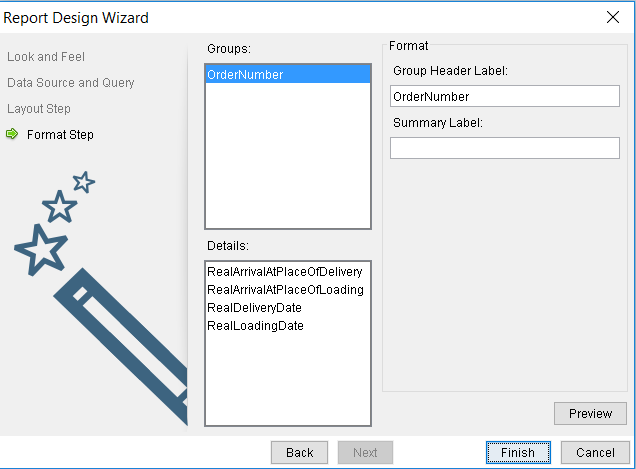 Report Design Wizard
Look and Feel
Data Source and Query
Layout Step
Format Step
Groups:
OrderNumber
Details:
RealArrivalAtPlaceOfDelivery
RealArrivalAtPlaceOfLoading
RealDeliveryDate
RealLoadingDate
Format
Group Header Label:
OrderNumber
Summary Label:
Preview
Back
Next
Finish
Cancel